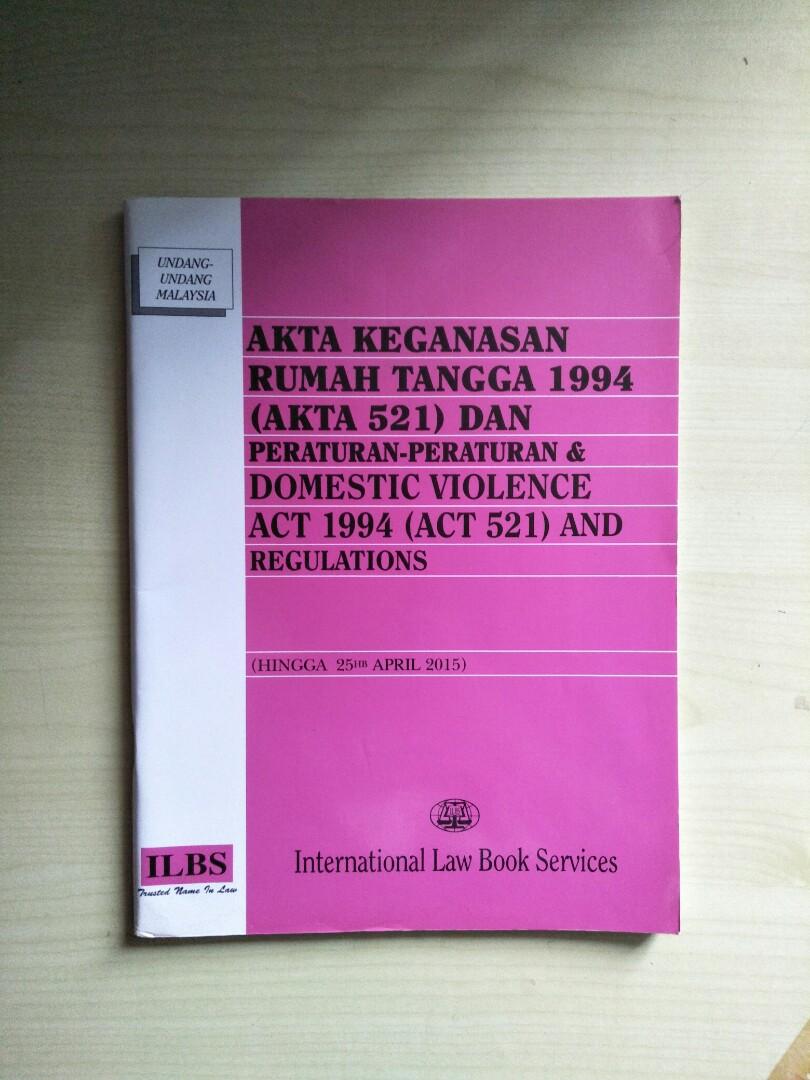 UNDANG-
UNDANG
MALAYSIA
AKTA KEGANASAN
RUMAH TANGGA 1994
(AKTA 521) DAN
PERATURAN-PERATURAN &
DOMESTIC VIOLENCE
ACT 1994 (ACT 521) AND
REGULATIONS
(HINGGA 25HB APRIL 2015)
International Law Book Services
ILBS
Trusted Name In Law